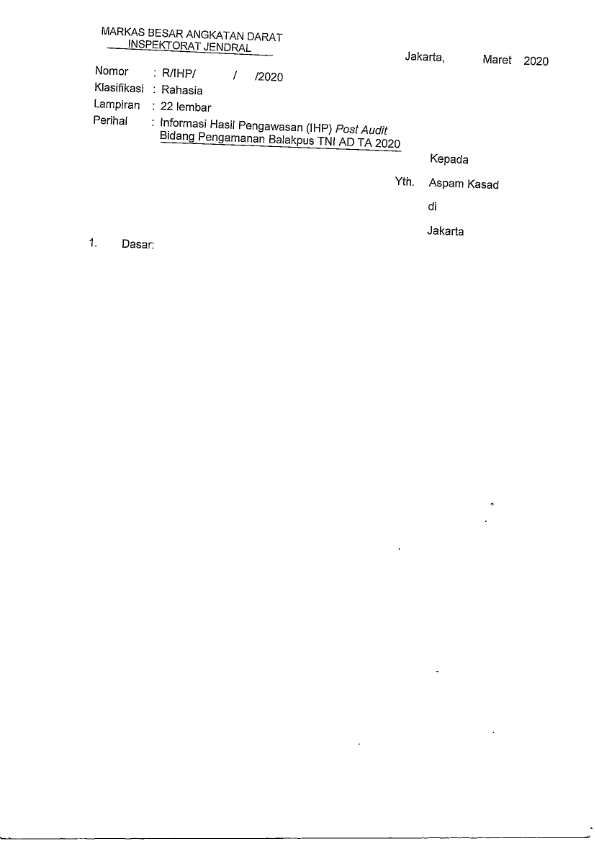 MARKAS BESAR ANGKATAN DARAT
INSPEKTORAT JENDRAL
Jakarta, Maret 2020
Nomor : R/IHP/ / /2020
Klasifikasi : Rahasia
Lampiran : 22 lembar
Perihal : Informasi Hasil Pengawasan (IHP) Post Audit
Bidang Pengamanan Balakpus TNI AD TA 2020
Kepada
Yth. Aspam Kasad
di
Jakarta
1. Dasar: